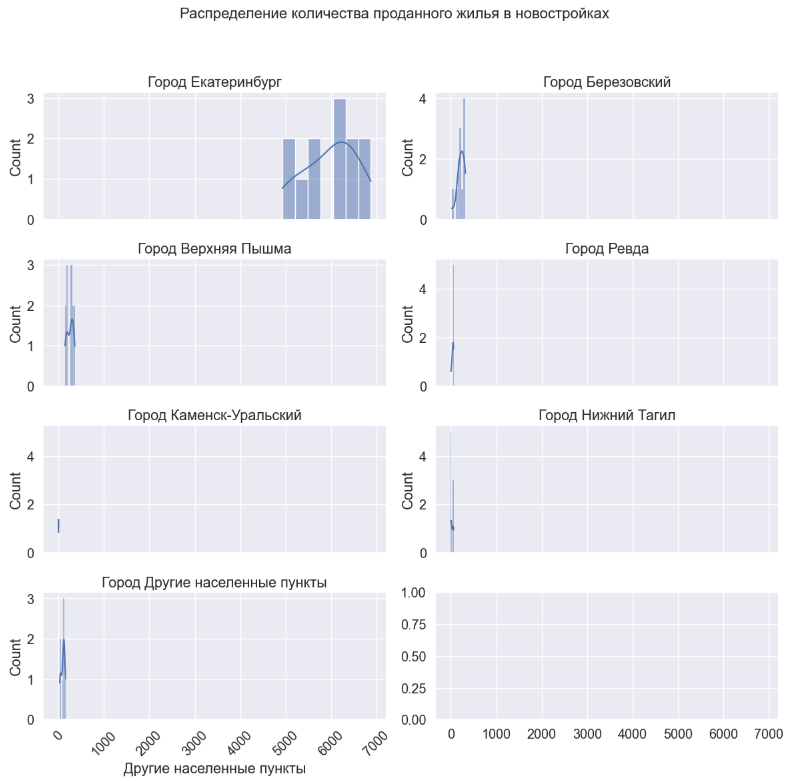 Распределение количества проданного жилья в новостройках
Город Екатеринбург
Город Березовский
3
2
1
0
Count
4
2
0
Count
Город Верхняя Пышма
Город Ревда
3
2
1
0
Count
4
2
0
Count
Город Каменск-Уральский
Город Нижний Тагил
4
2
0
Count
4
2
0
Count
Город Другие населенные пункты
3
2
1
0
Count
1.00
0.75
0.50
0.25
0.00
0 1000 2000 3000 4000 5000 6000 7000
0 1000 2000 3000 4000 5000 6000 7000
Другие населенные пункты